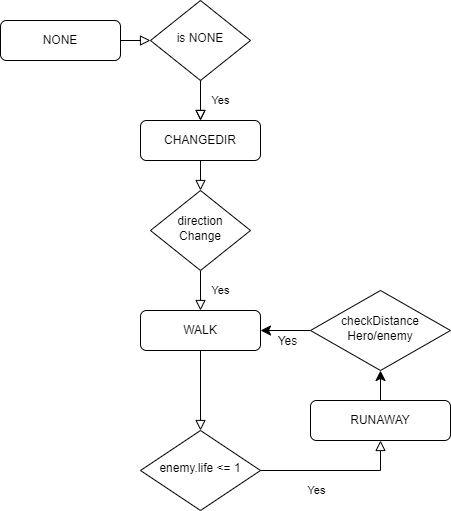 NONE
is NONE
Yes
CHANGEDIR
direction
Change
Yes
WALK
checkDistance
Hero/enemy
Yes
RUNAWAY
enemy.life <= 1
Yes